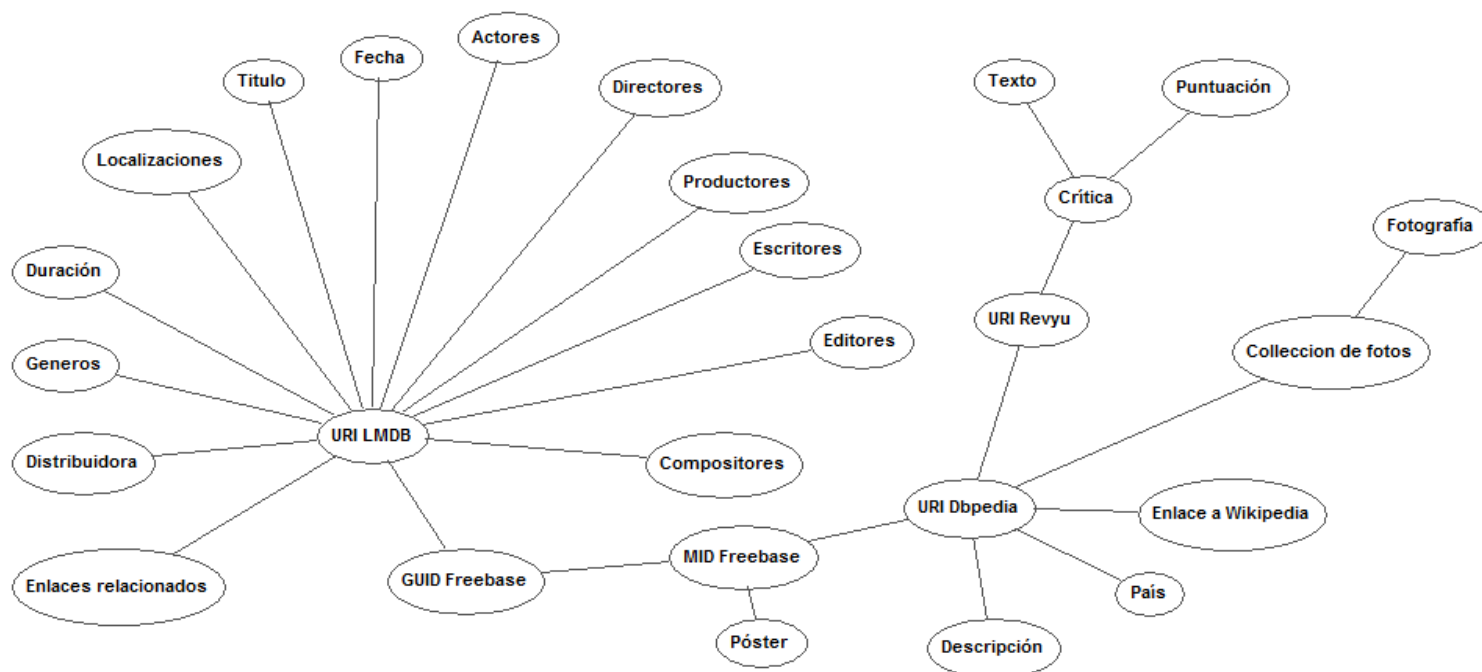 Actores
Fecha
Titulo
Directores
Texto
Puntuación
Localizaciones
Productores
Crítica
Fotografia
Escritores
Duración
URI Revyu
Editores
Colleccion de fotos
Generos
URI LMDB
Distribuidora
Compositores
URI Dbpedia
Enlace a Wikipedia
MID Freebase
Enlaces relacionados
GUID Freebase
País
Póster
Descripción